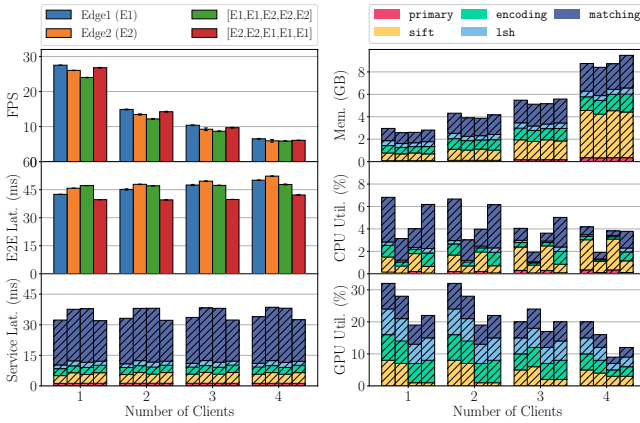 Edge1 (E1)
Edge2 (E2)
[E1,E1,E2,E2,E2]
[E2,E2,E1,E1,E1]
FPS
30
20
10
0
E2E Lat. (ms)
60
45
30
15
0
Service Lat. (ms)
45
30
15
0
1
2
3
4
Number of Clients
primary
sift
encoding
lsh
matching
Mem. (GB)
8
6
4
2
0
CPU Util. (%)
8
6
4
2
0
GPU Util. (%)
30
20
10
0
1
2
3
4
Number of Clients